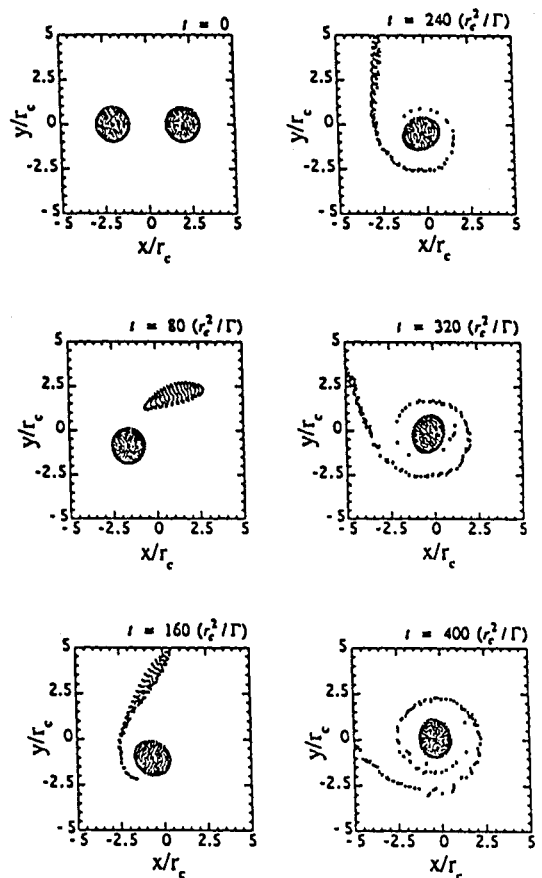 t = 0
5
2.5
0
-2.5
-5
y/r_c
-5 -2.5 0 2.5 5
x/r_c
t = 240 (r_c^2/Γ)
5
2.5
0
-2.5
-5
y/r_c
-5 -2.5 0 2.5 5
x/r_c
t = 80 (r_c^2/Γ)
5
2.5
0
-2.5
-5
y/r_c
-5 -2.5 0 2.5 5
x/r_c
t = 320 (r_c^2/Γ)
5
2.5
0
-2.5
-5
y/r_c
-5 -2.5 0 2.5 5
x/r_c
t = 160 (r_c^2/Γ)
5
2.5
0
-2.5
-5
y/r_c
-5 -2.5 0 2.5 5
x/r_c
t = 400 (r_c^2/Γ)
5
2.5
0
-2.5
-5
y/r_c
-5 -2.5 0 2.5 5
x/r_c